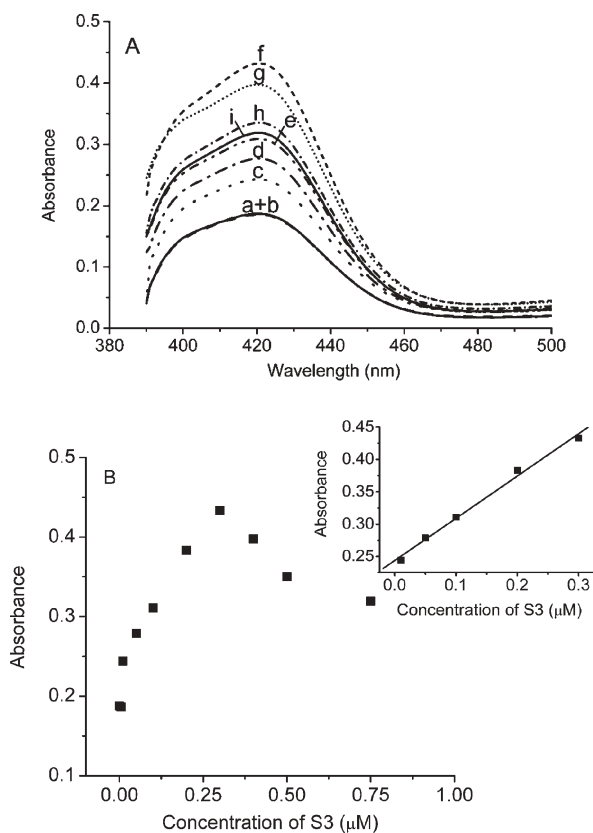 A
0.5
0.4
0.3
0.2
0.1
0.0
Absorbance
f
g
h
i
e
d
c
a+b
380 400 420 440 460 480 500
Wavelength (nm)
B
0.5
0.4
0.3
0.2
0.1
Absorbance
0.00 0.25 0.50 0.75 1.00
Concentration of S3 (µM)
0.45
0.40
0.35
0.30
0.25
Absorbance
0.0 0.1 0.2 0.3
Concentration of S3 (µM)